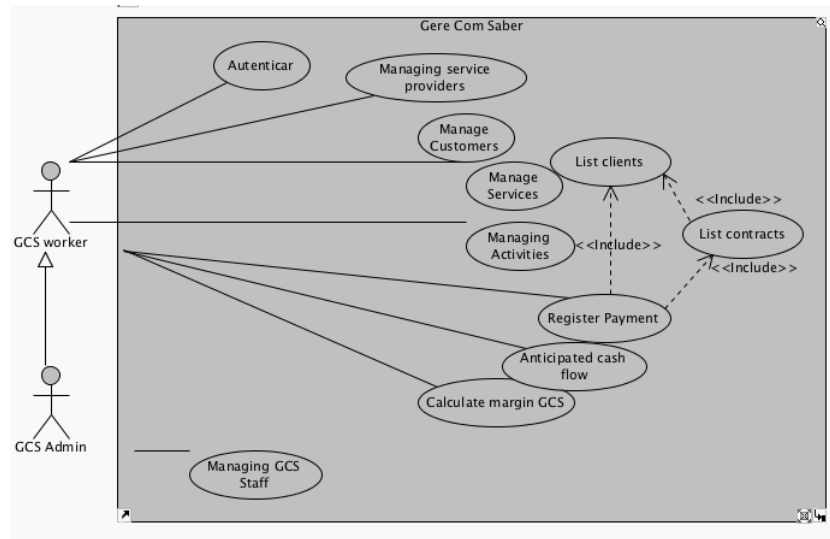 Gere Com Saber
Autenticar
Managing service
providers
Manage
Customers
List clients
Manage
Services
<<Include>>
GCS worker
Managing
Activities
<<Include>>
List contracts
<<Include>>
Register Payment
Anticipated cash
flow
Calculate margin GCS
GCS Admin
Managing GCS
Staff